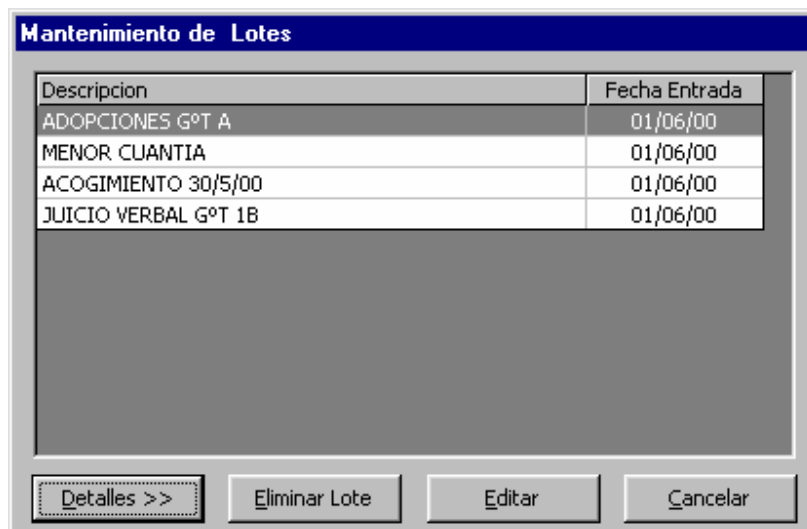 Mantenimiento de Lotes
Descripcion Fecha Entrada
ADOPCIONES GºT A 01/06/00
MENOR CUANTIA 01/06/00
ACOGIMIENTO 30/5/00 01/06/00
JUICIO VERBAL GºT 1B 01/06/00
Detalles >> Eliminar Lote Editar Cancelar